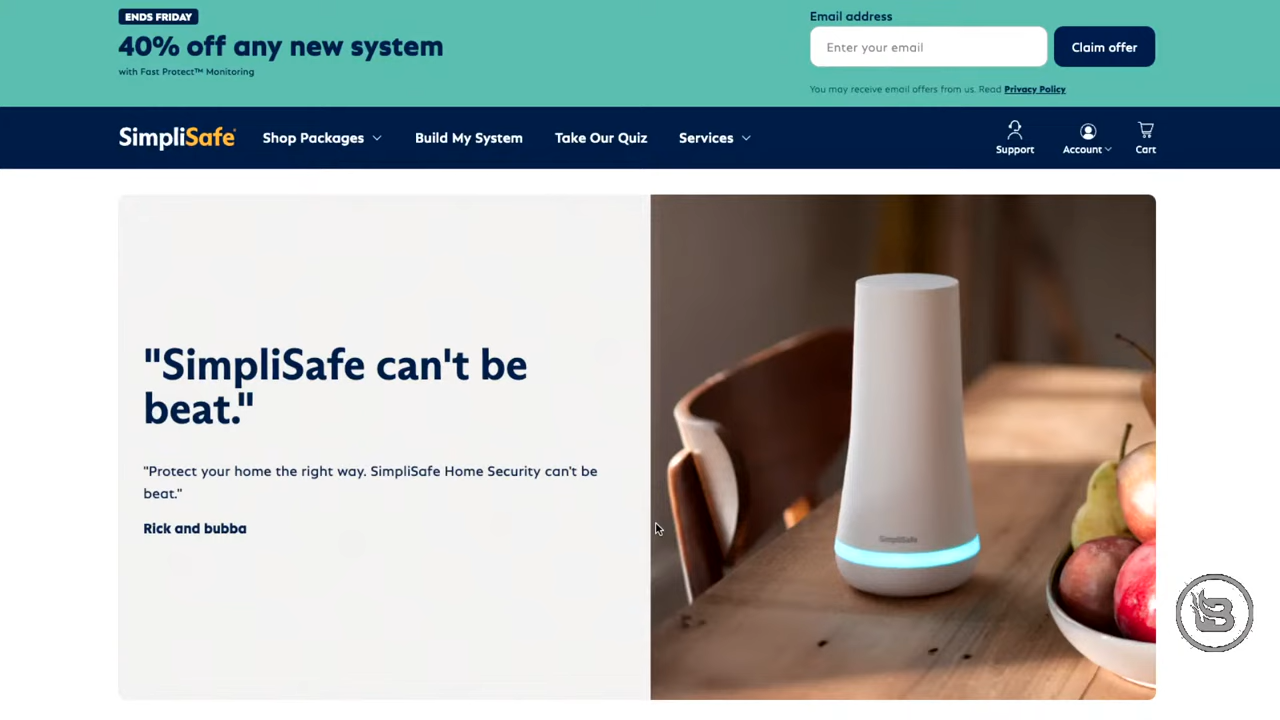 ENDS FRIDAY
40% off any new system
with Fast Protect™ Monitoring
Email address
Enter your email
Claim offer
You may receive email offers from us. Read Privacy Policy
SimpliSafe
Shop Packages
Build My System
Take Our Quiz
Services
Support
Account
Cart
"SimpliSafe can't be
beat."
"Protect your home the right way. SimpliSafe Home Security can't be
beat."
Rick and bubba
SimpliSafe
B